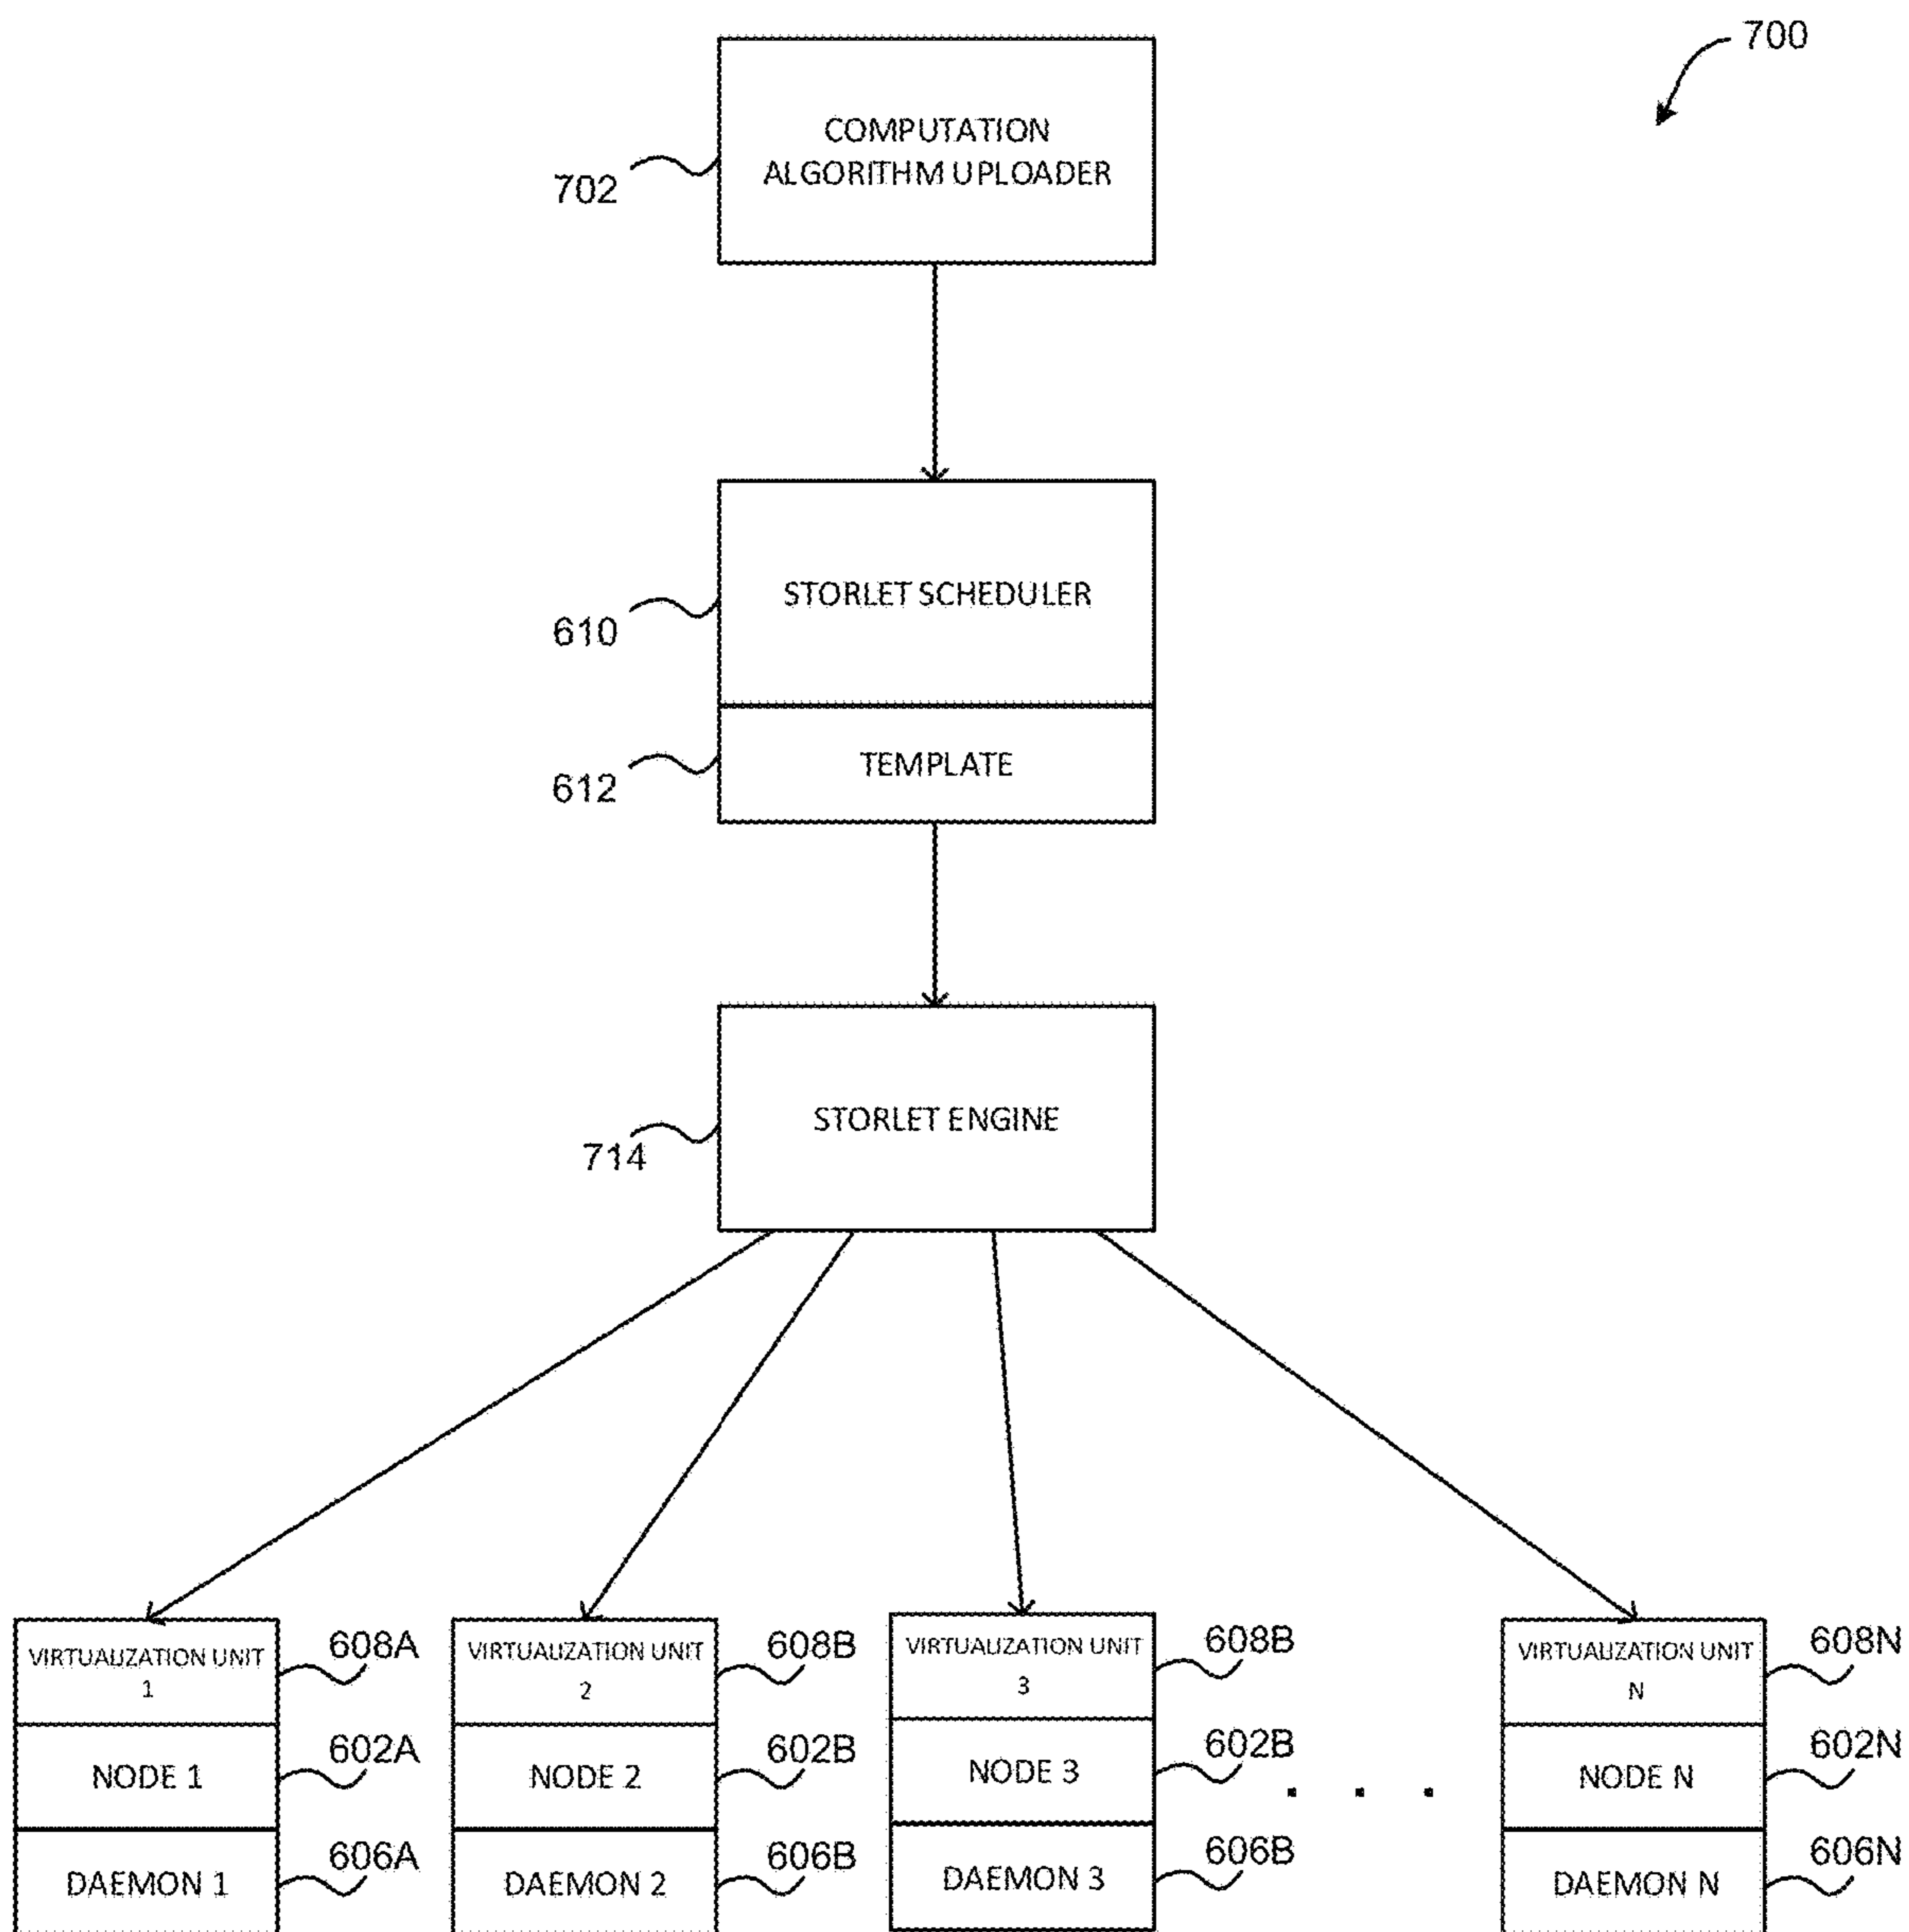 700
COMPUTATION
ALGORITHM UPLOADER
702
STORLET SCHEDULER
610
TEMPLATE
612
STORLET ENGINE
714
VIRTUALIZATION UNIT
1
608A
NODE 1
602A
DAEMON 1
606A
VIRTUALIZATION UNIT
2
608B
NODE 2
602B
DAEMON 2
606B
VIRTUALIZATION UNIT
3
608B
NODE 3
602B
DAEMON 3
606B
. . .
VIRTUALIZATION UNIT
N
608N
NODE N
602N
DAEMON N
606N